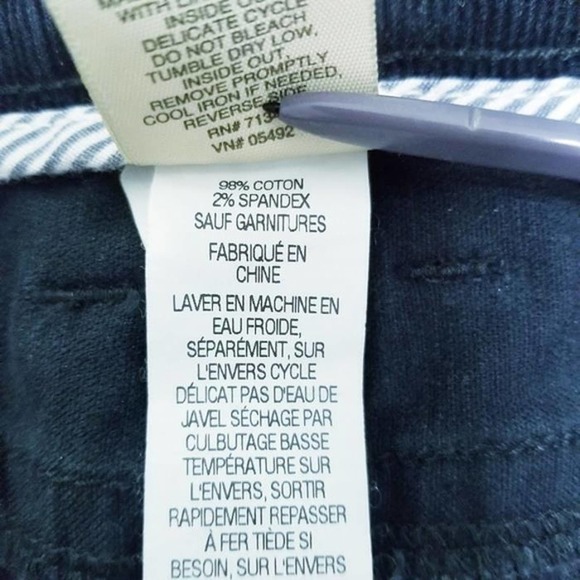 WITH
INSIDE OUT
DELICATE CYCLE
DO NOT BLEACH
TUMBLE DRY LOW,
INSIDE OUT,
REMOVE PROMPTLY
COOL IRON IF NEEDED,
REVERSE SIDE
RN# 713
VN# 05492
98% COTON
2% SPANDEX
SAUF GARNITURES
FABRIQUÉ EN
CHINE
LAVER EN MACHINE EN
EAU FROIDE,
SÉPARÉMENT, SUR
L'ENVERS CYCLE
DÉLICAT PAS D'EAU DE
JAVEL SÉCHAGE PAR
CULBUTAGE BASSE
TEMPÉRATURE SUR
L'ENVERS, SORTIR
RAPIDEMENT REPASSER
À FER TIÈDE SI
BESOIN, SUR L'ENVERS